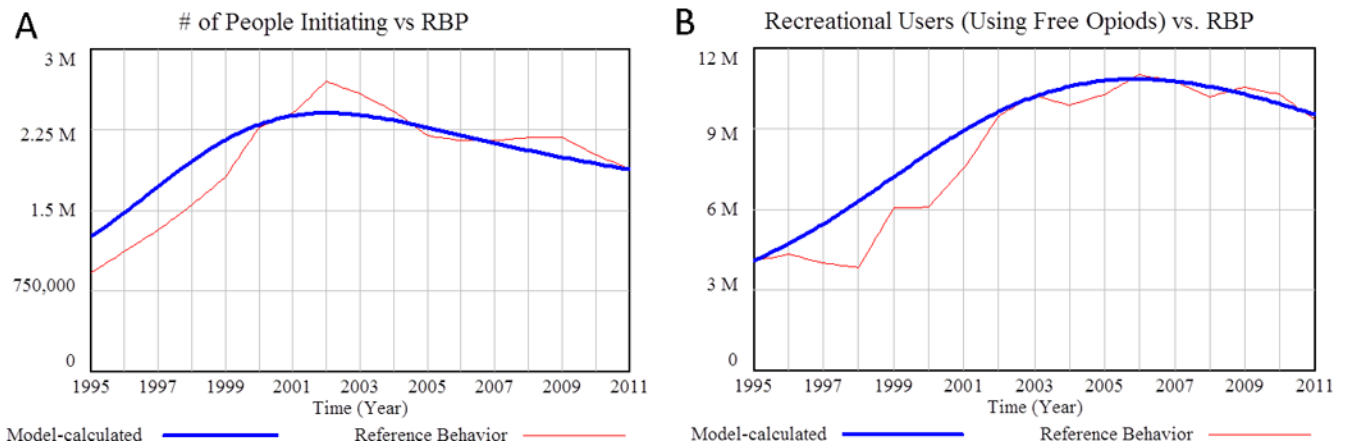 A
# of People Initiating vs RBP
3 M
2.25 M
1.5 M
750,000
0
1995 1997 1999 2001 2003 2005 2007 2009 2011
Time (Year)
Model-calculated Reference Behavior
B
Recreational Users (Using Free Opiods) vs. RBP
12 M
9 M
6 M
3 M
0
1995 1997 1999 2001 2003 2005 2007 2009 2011
Time (Year)
Model-calculated Reference Behavior